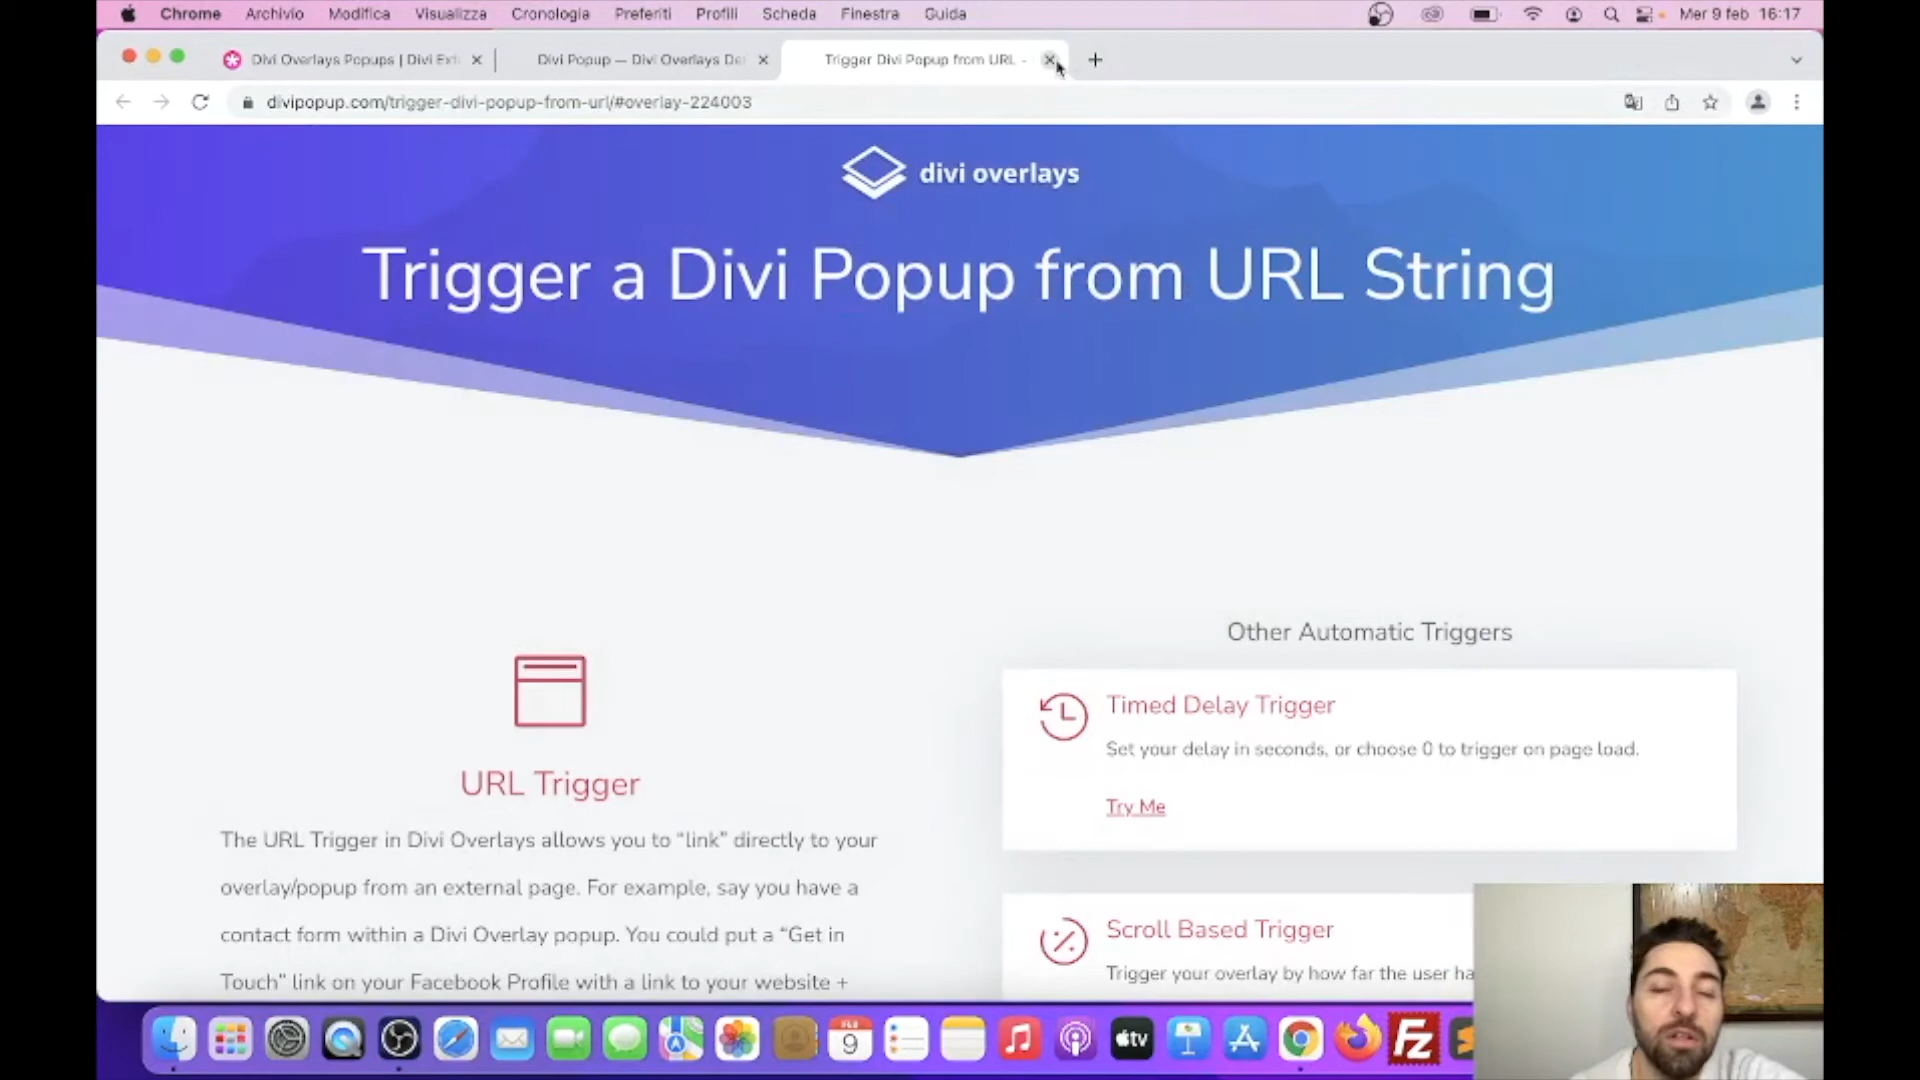 Chrome Archivio Modifica Visualizza Cronologia Preferiti Profili Scheda Finestra Guida Mer 9 feb 16:17
Divi Overlays Popups | Divi Ext Divi Popup — Divi Overlays De Trigger Divi Popup from URL -
divipopup.com/trigger-divi-popup-from-url/#overlay-224003
divi overlays
Trigger a Divi Popup from URL String
URL Trigger
The URL Trigger in Divi Overlays allows you to “link” directly to your
overlay/popup from an external page. For example, say you have a
contact form within a Divi Overlay popup. You could put a “Get in
Touch” link on your Facebook Profile with a link to your website +
Other Automatic Triggers
Timed Delay Trigger
Set your delay in seconds, or choose 0 to trigger on page load.
Try Me
Scroll Based Trigger
Trigger your overlay by how far the user ha
FEB
9
tv
FZ